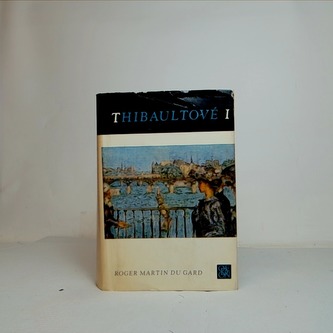 THIBAULTOVÉ I
ROGER MARTIN DU GARD